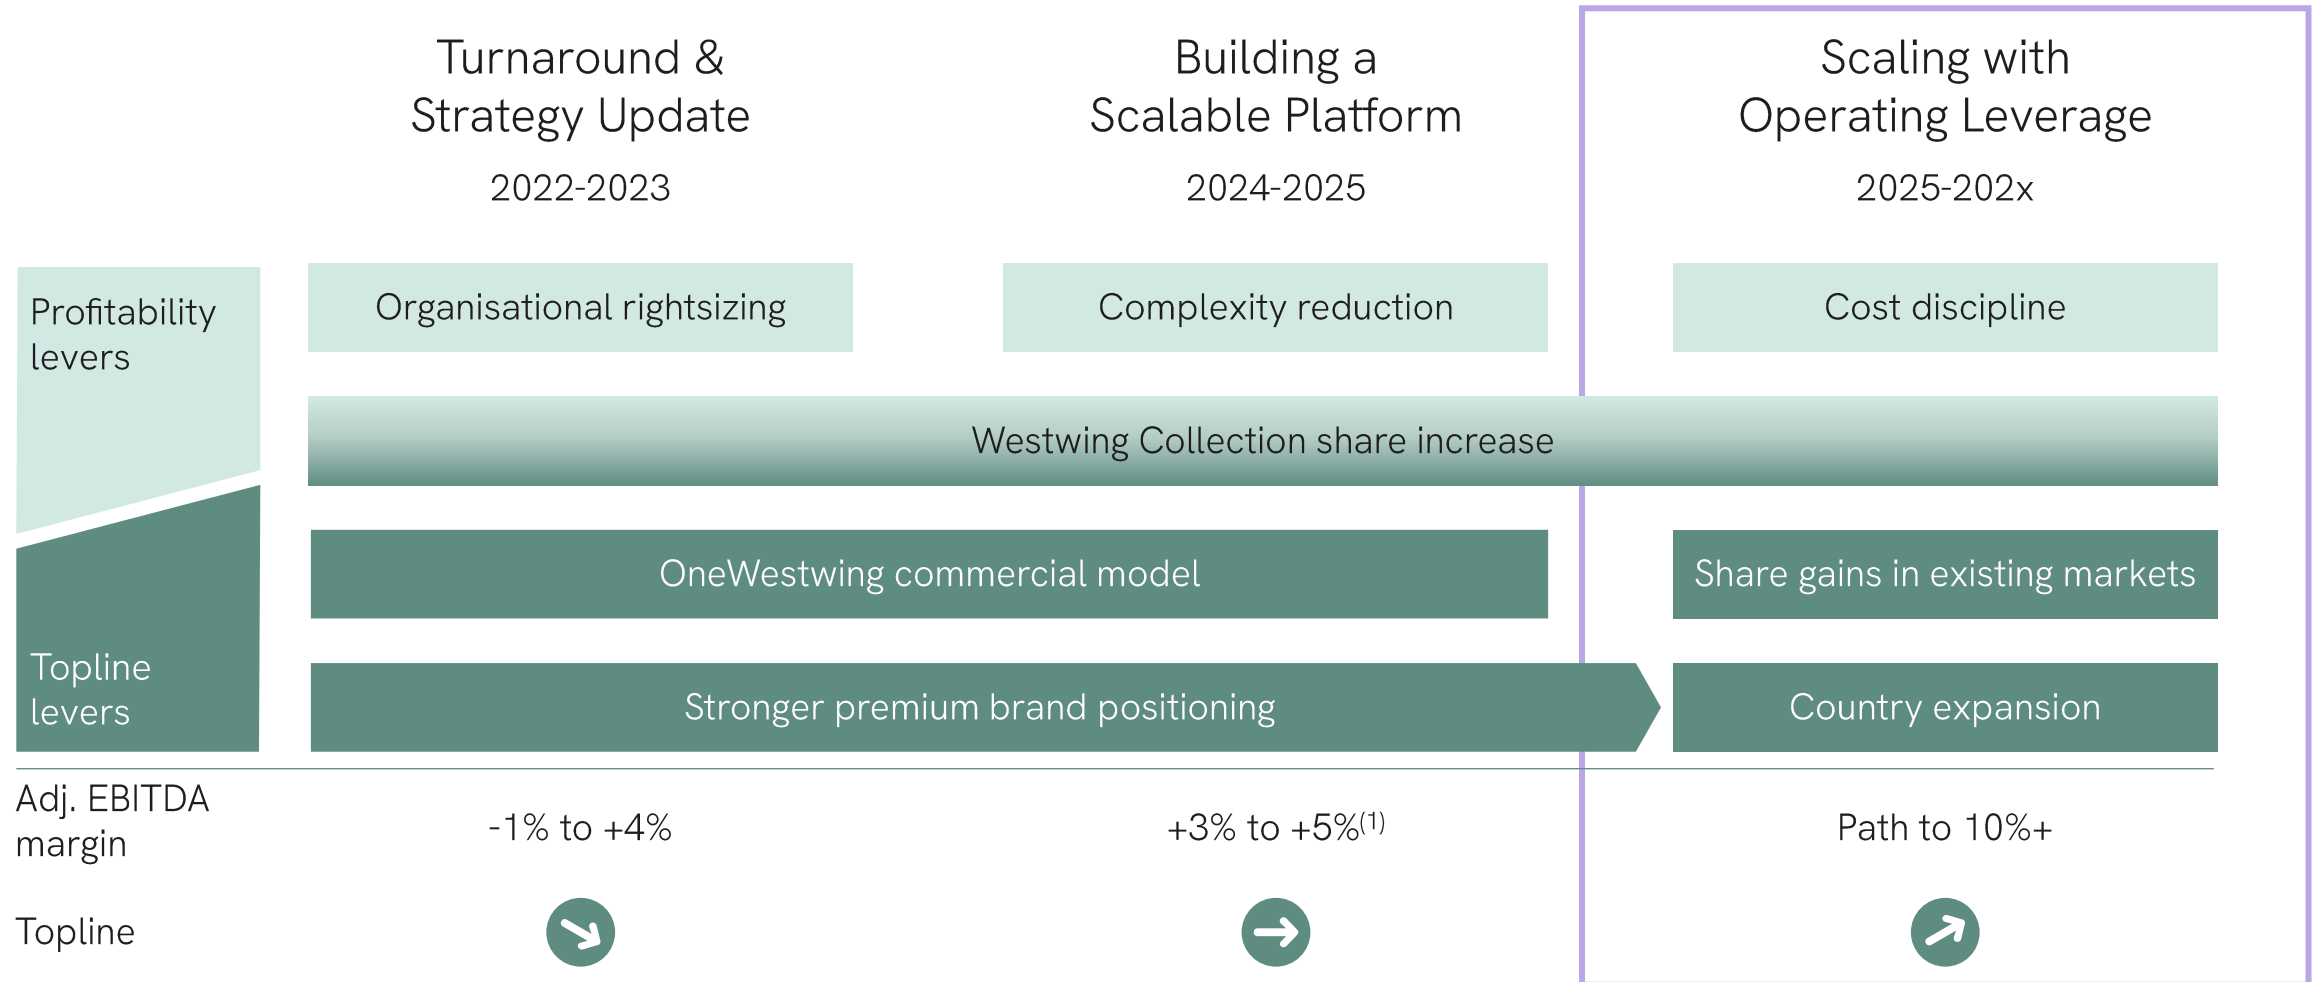 Turnaround &
Strategy Update
2022-2023
Building a
Scalable Platform
2024-2025
Scaling with
Operating Leverage
2025-202x
Profitability
levers
Organisational rightsizing
Complexity reduction
Cost discipline
Westwing Collection share increase
OneWestwing commercial model
Share gains in existing markets
Topline
levers
Stronger premium brand positioning
Country expansion
Adj. EBITDA
margin
-1% to +4%
+3% to +5%(1)
Path to 10%+
Topline